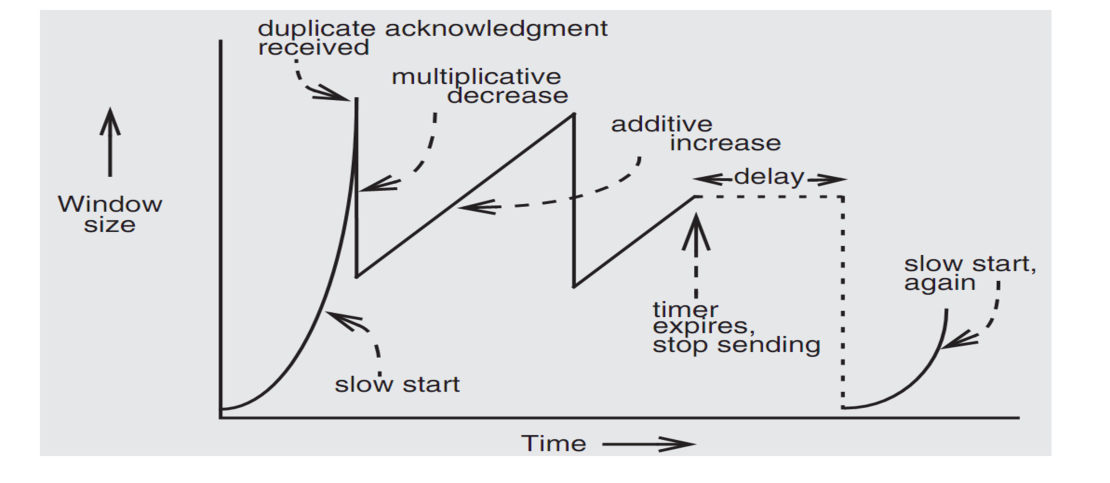 duplicate acknowledgment
received
multiplicative
decrease
additive
increase
delay
Window
size
slow start,
again
timer
expires,
stop sending
slow start
Time